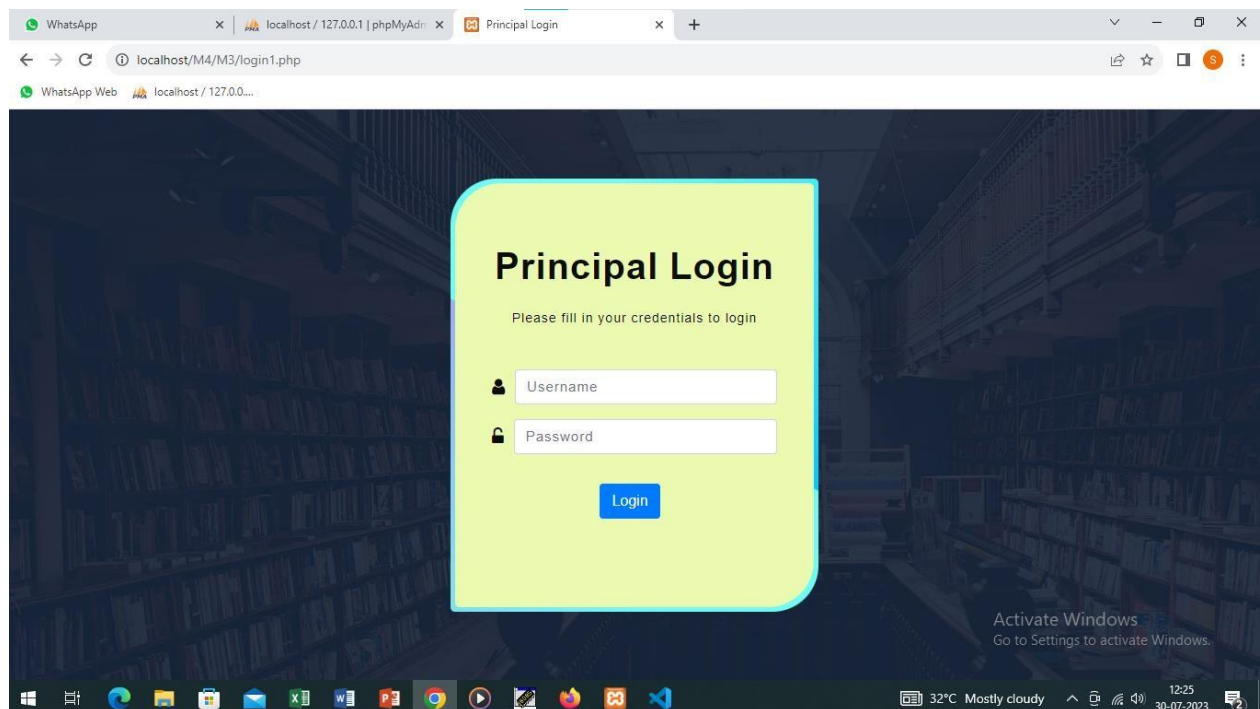 WhatsApp
localhost / 127.0.0.1 | phpMyAdm
Principal Login
localhost/M4/M3/login1.php
S
WhatsApp Web
localhost / 127.0.0....
Principal Login
Please fill in your credentials to login
Username
Password
Login
Activate Windows
Go to Settings to activate Windows.
32°C Mostly cloudy
12:25
30-07-2023
2